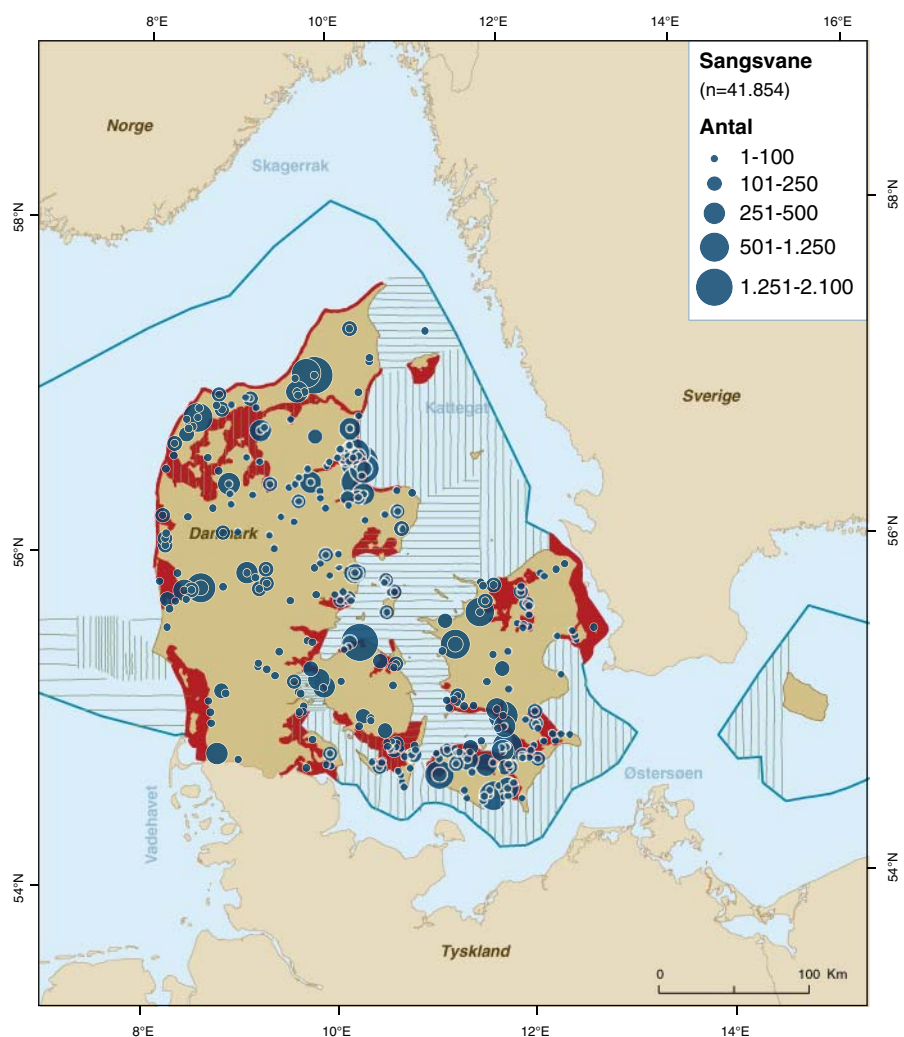 8°E 10°E 12°E 14°E 16°E
Sangsvane
(n=41.854)
Antal
1-100
101-250
251-500
501-1.250
1.251-2.100
Norge
Skagerrak
58°N
58°N
Sverige
Kattegat
Danmark
56°N
56°N
Østersøen
Vadehavet
54°N
54°N
Tyskland
0 100 Km
8°E 10°E 12°E 14°E